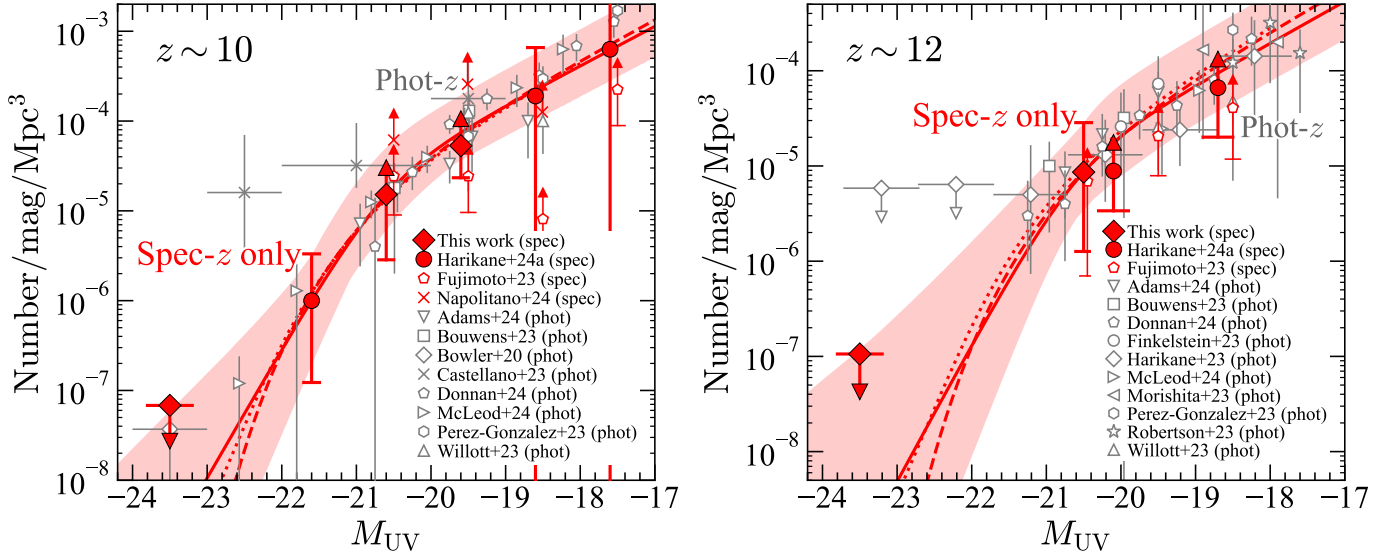 z ~ 10
Phot-z
Spec-z only
This work (spec)
Harikane+24a (spec)
Fujimoto+23 (spec)
Napolitano+24 (spec)
Adams+24 (phot)
Bouwens+23 (phot)
Bowler+20 (phot)
Castellano+23 (phot)
Donnan+24 (phot)
McLeod+24 (phot)
Perez-Gonzalez+23 (phot)
Willott+23 (phot)
Number/mag/Mpc³
10⁻³
10⁻⁴
10⁻⁵
10⁻⁶
10⁻⁷
10⁻⁸
−24 −23 −22 −21 −20 −19 −18 −17
M_UV
z ~ 12
Spec-z only
Phot-z
This work (spec)
Harikane+24a (spec)
Fujimoto+23 (spec)
Adams+24 (phot)
Bouwens+23 (phot)
Donnan+24 (phot)
Finkelstein+23 (phot)
Harikane+23 (phot)
McLeod+24 (phot)
Morishita+23 (phot)
Perez-Gonzalez+23 (phot)
Robertson+23 (phot)
Willott+23 (phot)
Number/mag/Mpc³
10⁻⁴
10⁻⁵
10⁻⁶
10⁻⁷
10⁻⁸
−24 −23 −22 −21 −20 −19 −18 −17
M_UV